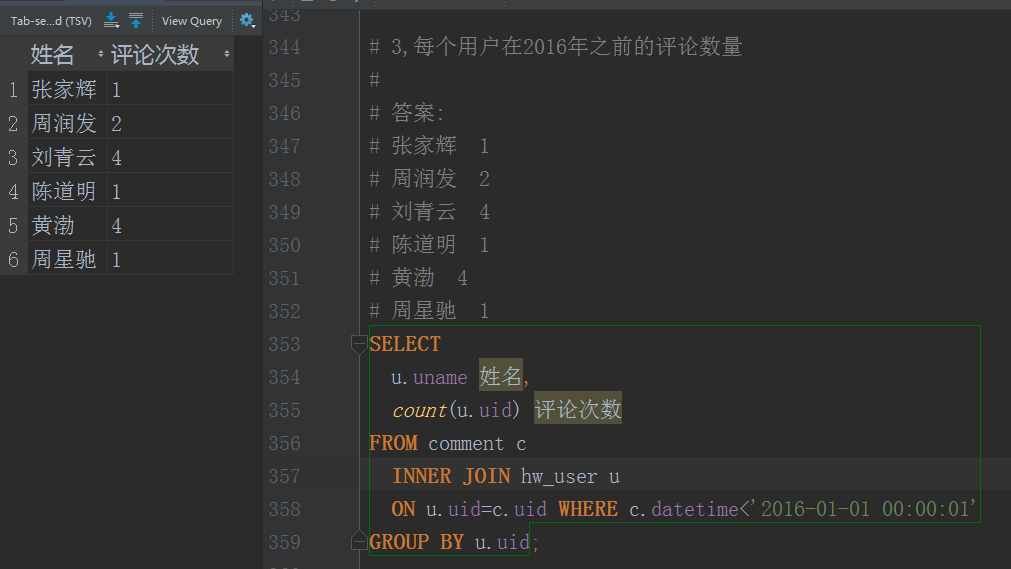 Tab-se...d (TSV) View Query
姓名 评论次数
1 张家辉 1
2 周润发 2
3 刘青云 4
4 陈道明 1
5 黄渤 4
6 周星驰 1
343
344 # 3,每个用户在2016年之前的评论数量
345 #
346 # 答案:
347 # 张家辉 1
348 # 周润发 2
349 # 刘青云 4
350 # 陈道明 1
351 # 黄渤 4
352 # 周星驰 1
353 SELECT
354 u.uname 姓名,
355 count(u.uid) 评论次数
356 FROM comment c
357 INNER JOIN hw_user u
358 ON u.uid=c.uid WHERE c.datetime<'2016-01-01 00:00:01'
359 GROUP BY u.uid;